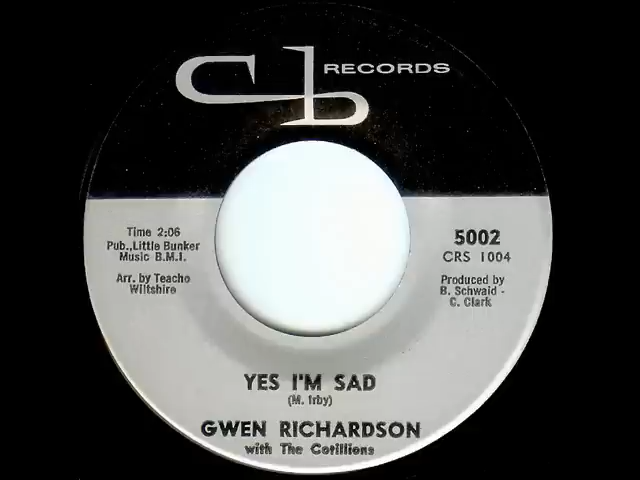 cb RECORDS
Time 2:06
Pub., Little Bunker
Music B.M.I.
Arr. by Teacho
Wiltshire
5002
CRS 1004
Produced by
B. Schwaid -
C. Clark
YES I'M SAD
(M. Irby)
GWEN RICHARDSON
with The Cotillions